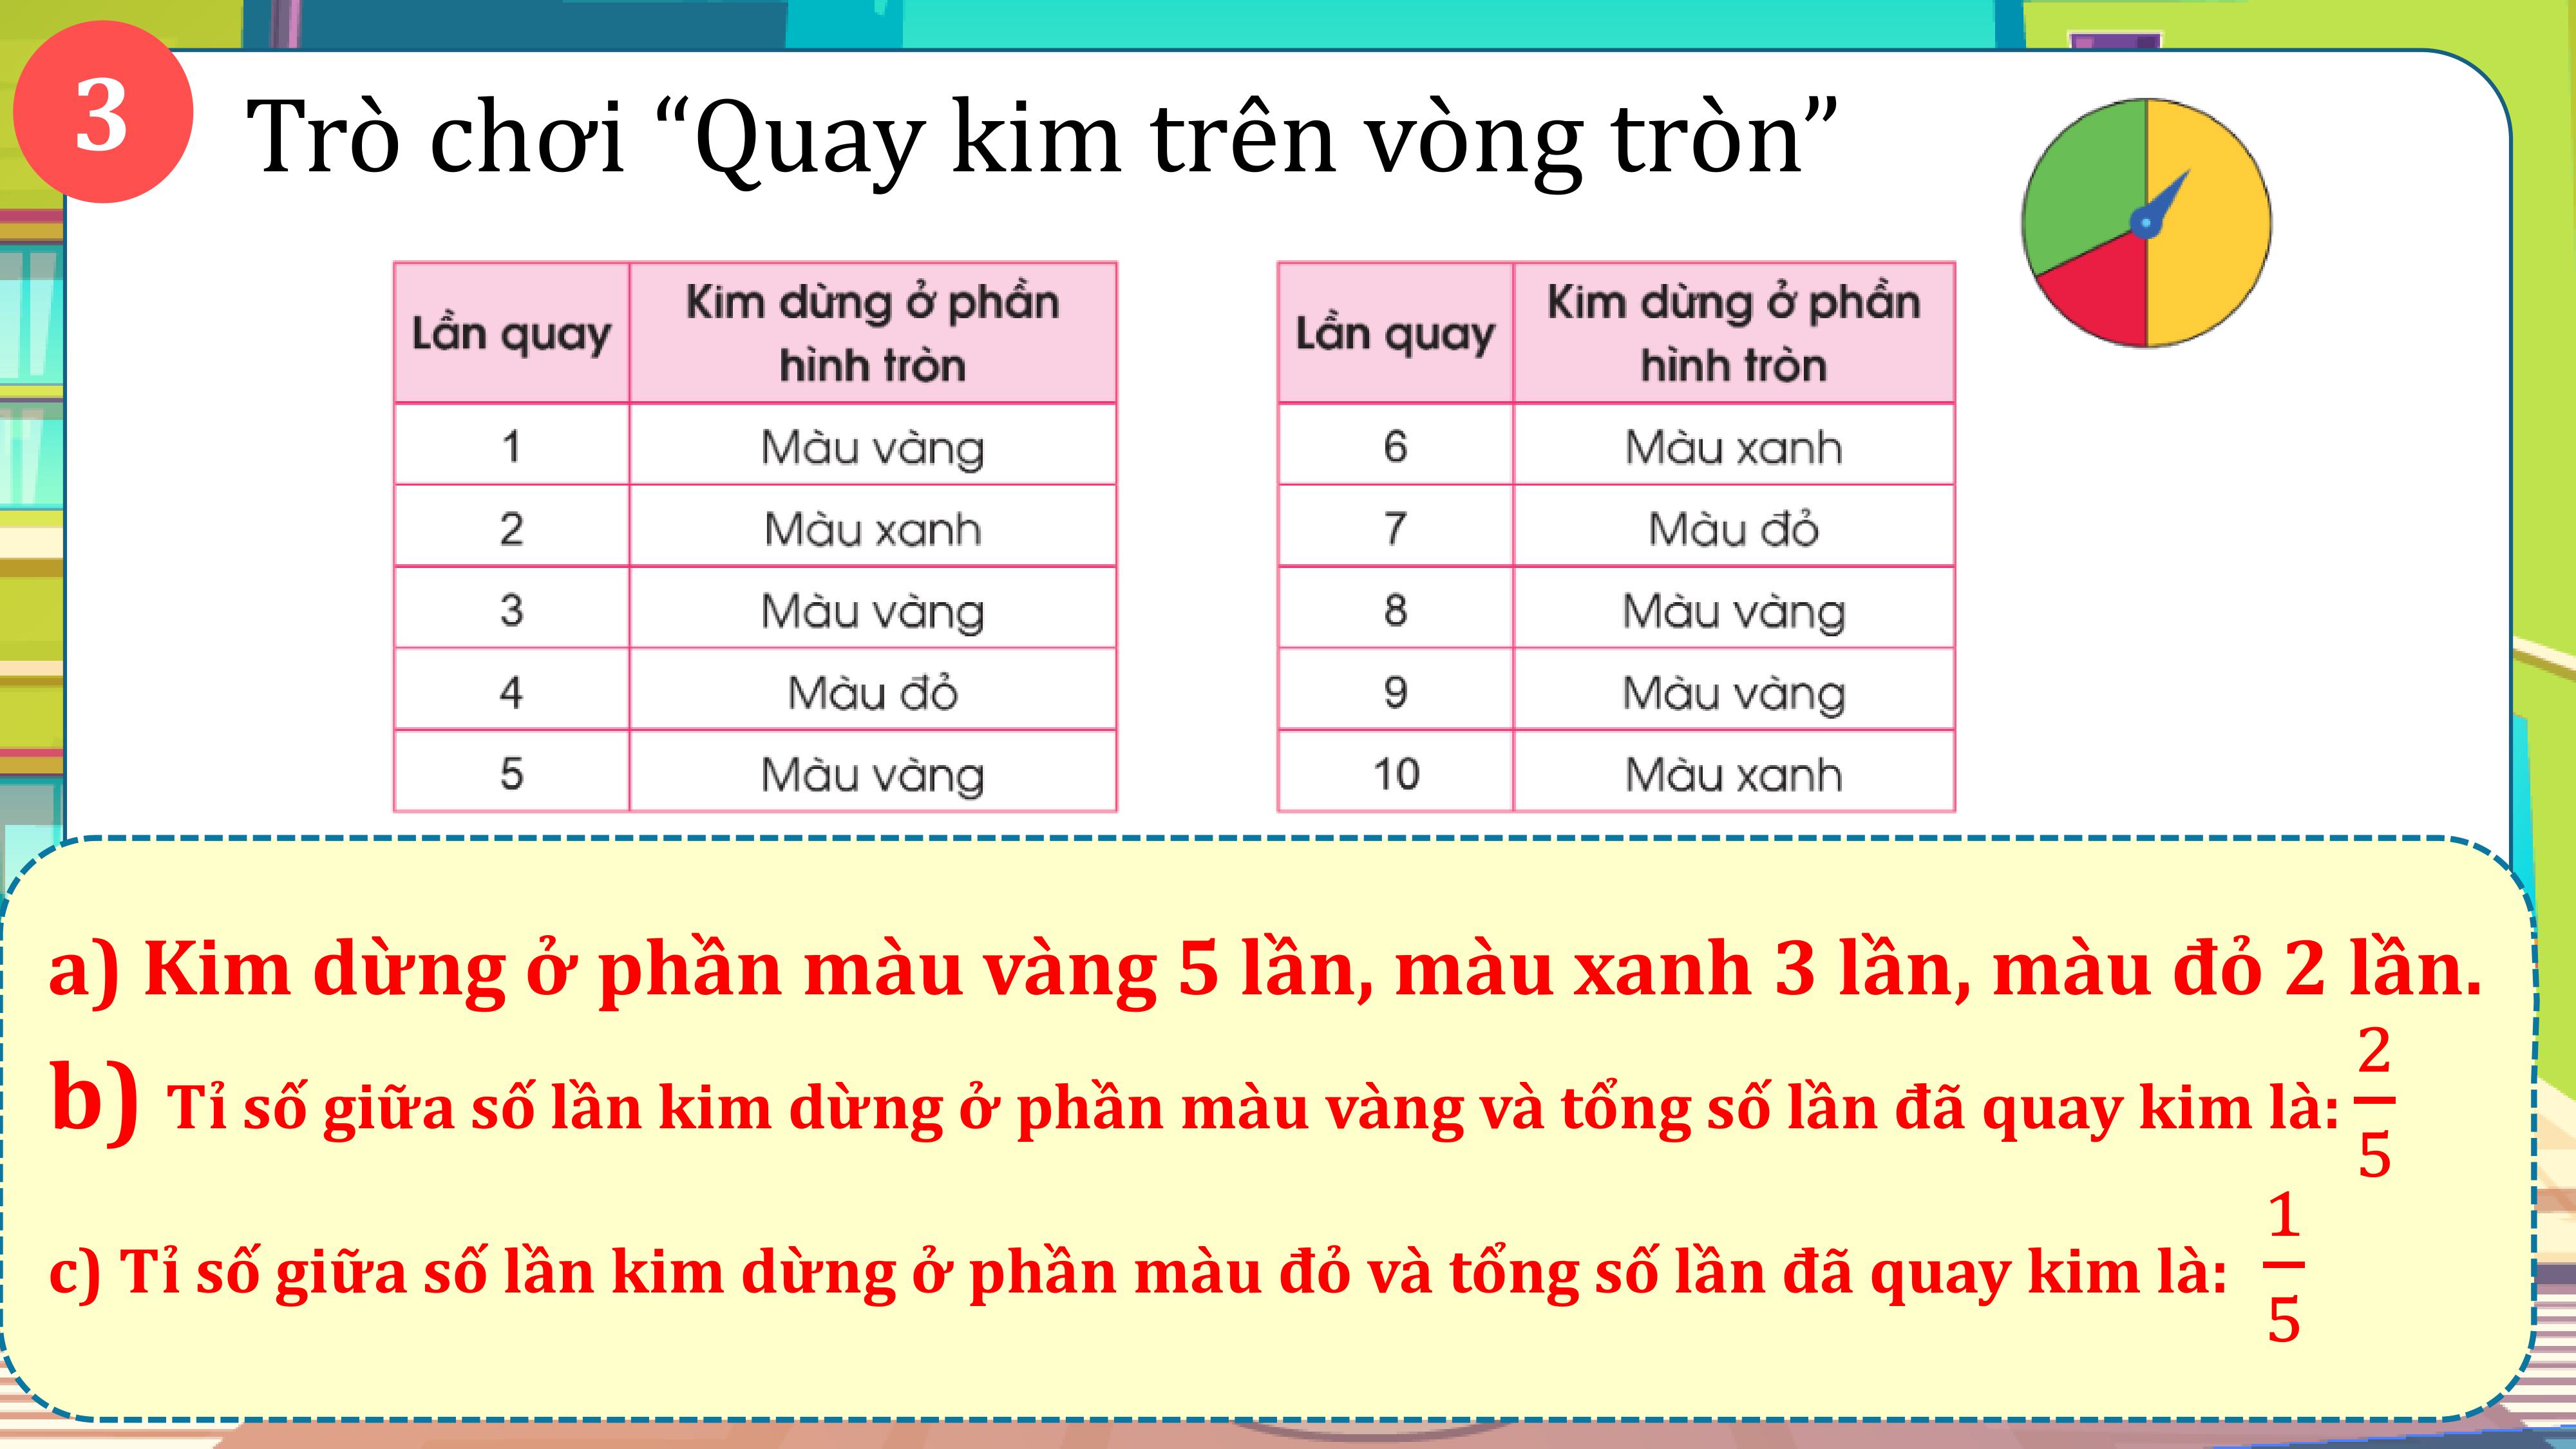 3
Trò chơi “Quay kim trên vòng tròn”
Lần quay | Kim dừng ở phần hình tròn
1 | Màu vàng
2 | Màu xanh
3 | Màu vàng
4 | Màu đỏ
5 | Màu vàng
Lần quay | Kim dừng ở phần hình tròn
6 | Màu xanh
7 | Màu đỏ
8 | Màu vàng
9 | Màu vàng
10 | Màu xanh
a) Kim dừng ở phần màu vàng 5 lần, màu xanh 3 lần, màu đỏ 2 lần.
b) Tỉ số giữa số lần kim dừng ở phần màu vàng và tổng số lần đã quay kim là: 2/5
c) Tỉ số giữa số lần kim dừng ở phần màu đỏ và tổng số lần đã quay kim là: 1/5